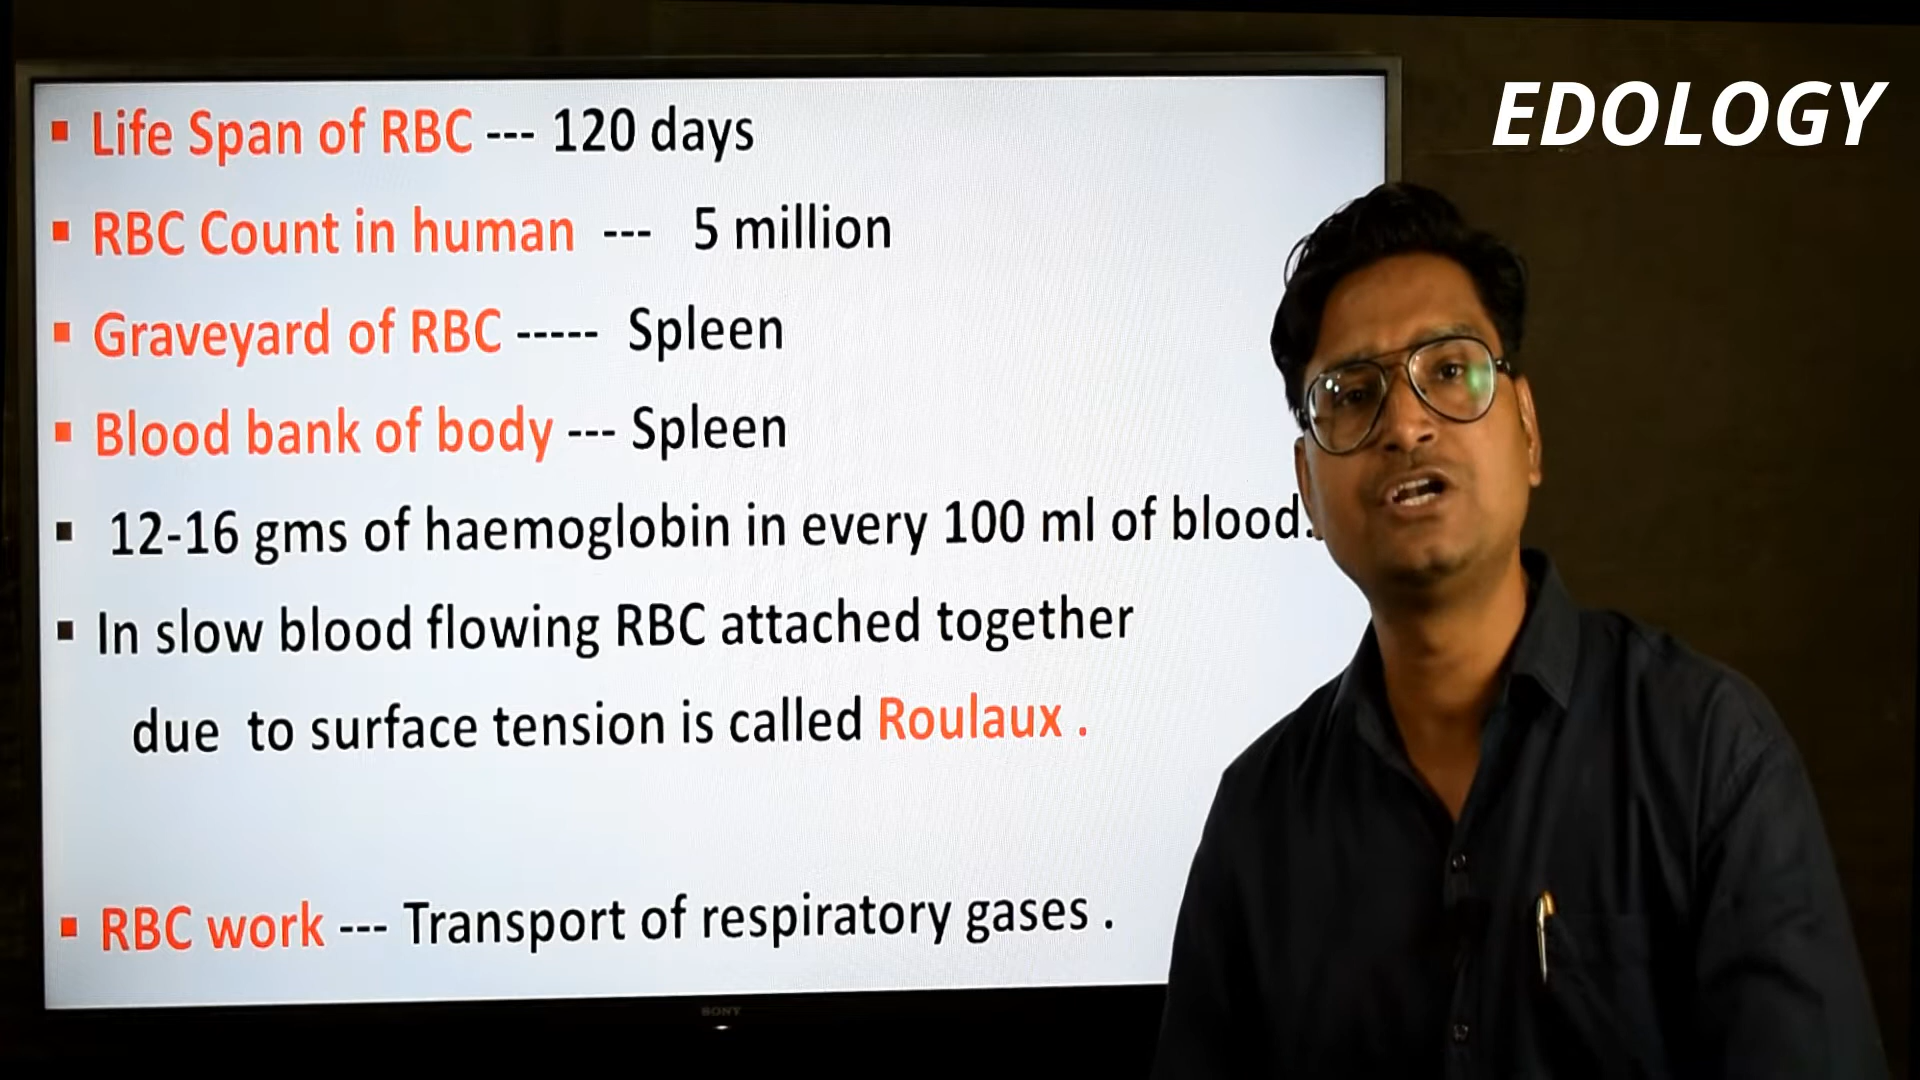 EDOLOGY
▪ Life Span of RBC --- 120 days
▪ RBC Count in human --- 5 million
▪ Graveyard of RBC ----- Spleen
▪ Blood bank of body --- Spleen
▪ 12-16 gms of haemoglobin in every 100 ml of blood.
▪ In slow blood flowing RBC attached together
due to surface tension is called Roulaux .
▪ RBC work --- Transport of respiratory gases .
SONY